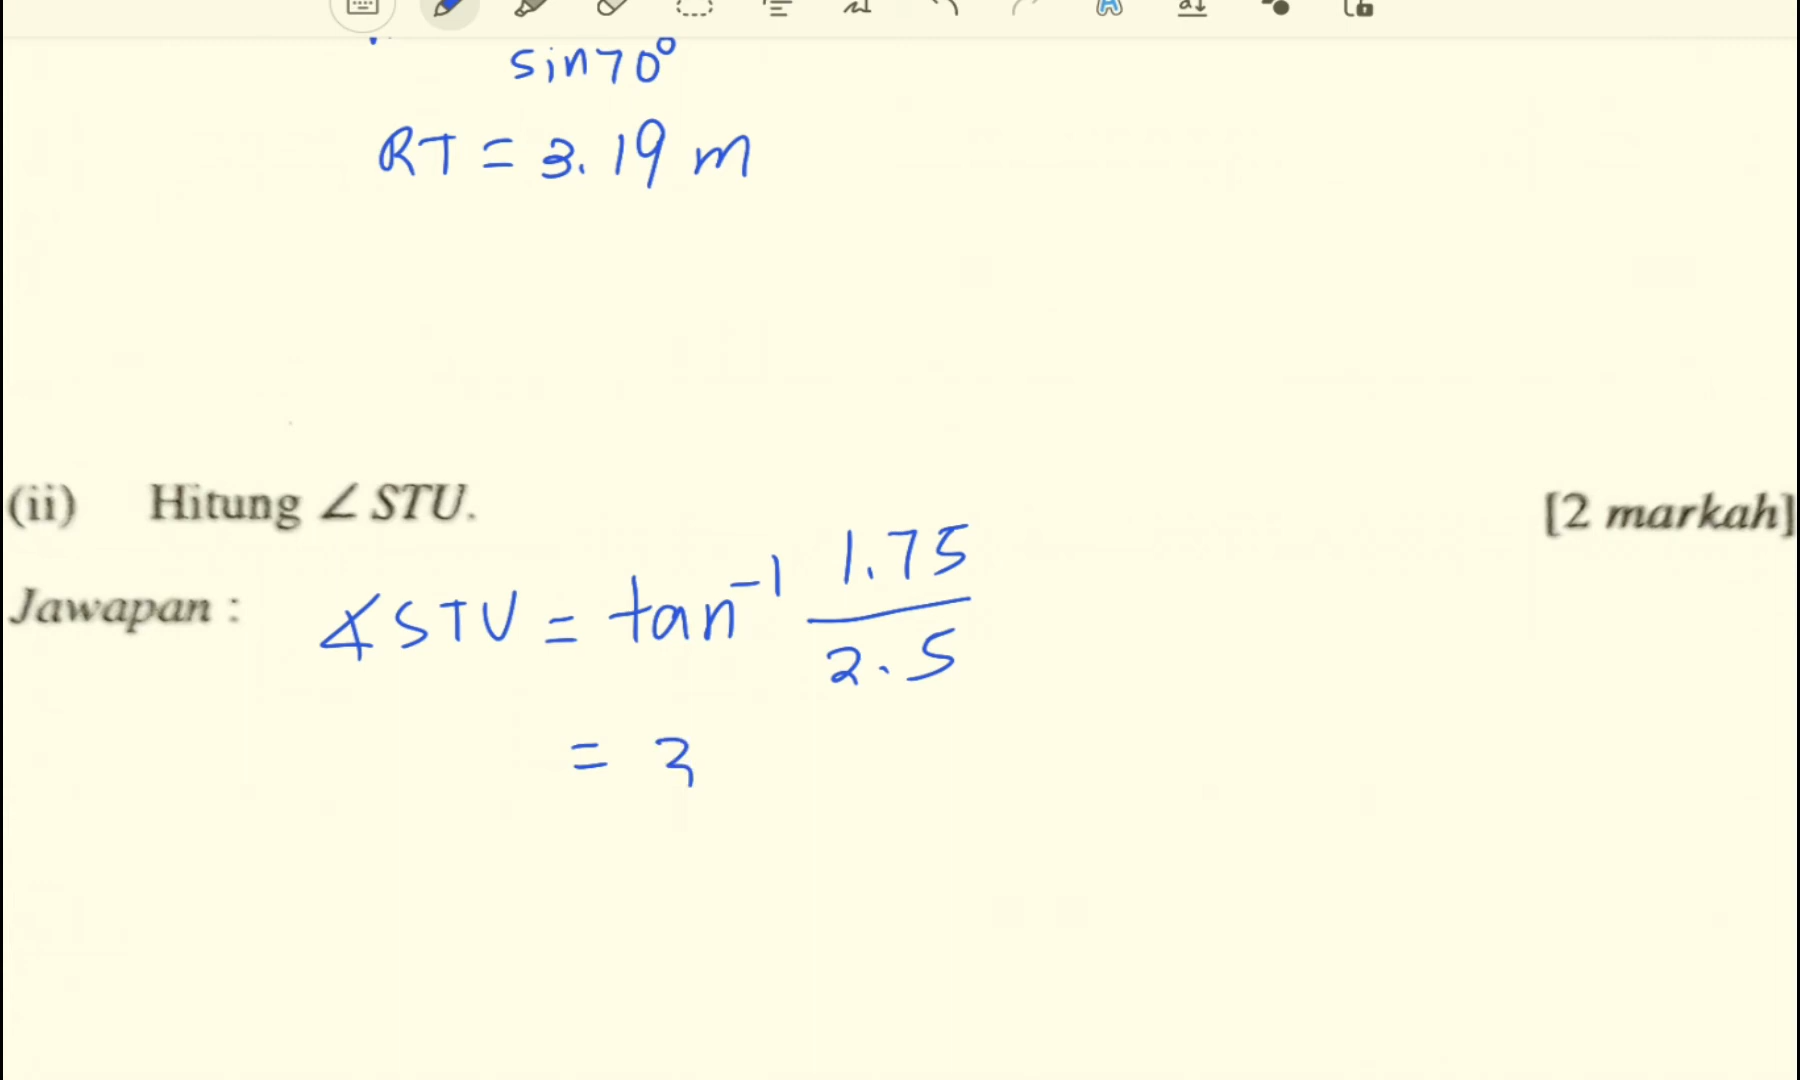 sin70°
RT = 3.19 m
(ii) Hitung ∠STU. [2 markah]
Jawapan : ∡STU = tan⁻¹ 1.75/2.5
= 3